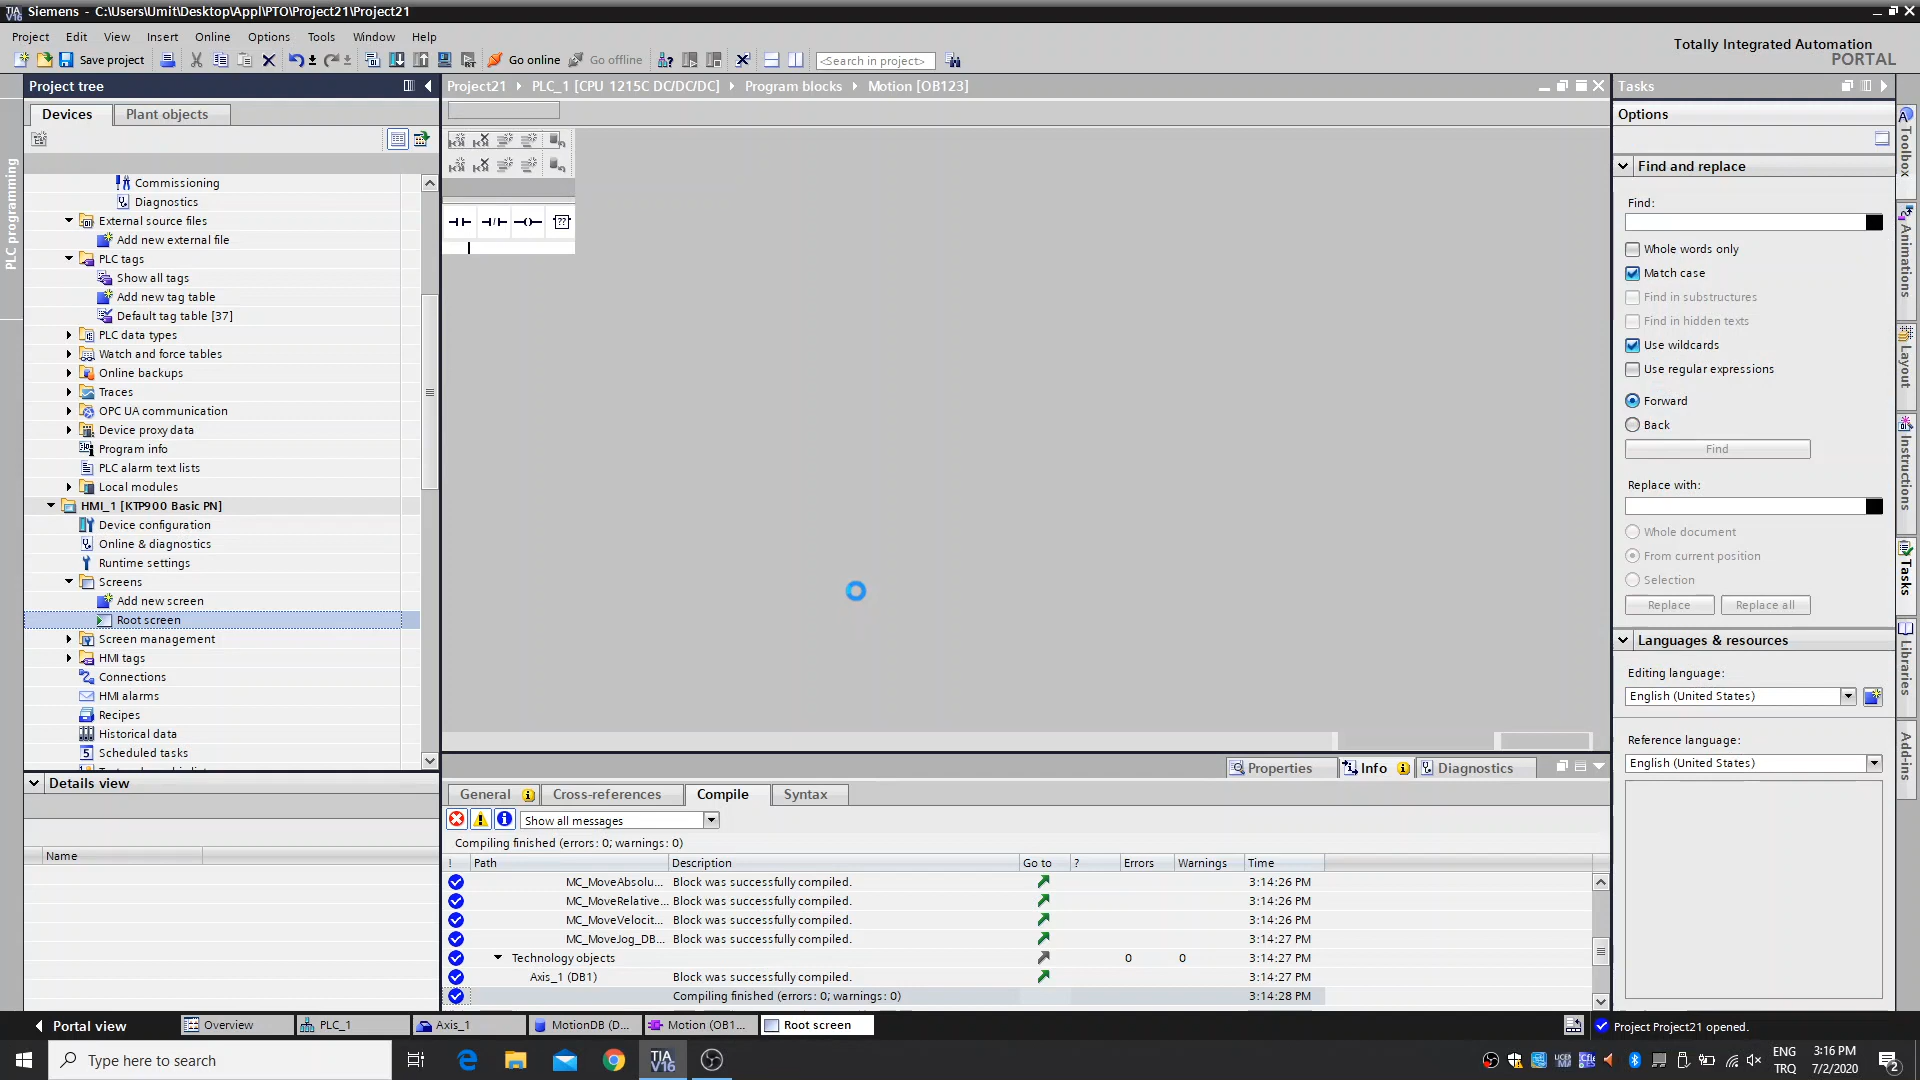 Siemens - C:\Users\Umit\Desktop\Appl\PTO\Project21\Project21
Project Edit View Insert Online Options Tools Window Help
Totally Integrated Automation
PORTAL
Save project
Go online
Go offline
<Search in project>
Project tree
Project21 PLC_1 [CPU 1215C DC/DC/DC] Program blocks Motion [OB123]
Tasks
Devices
Plant objects
Options
PLC programming
Commissioning
Diagnostics
External source files
Add new external file
PLC tags
Show all tags
Add new tag table
Default tag table [37]
PLC data types
Watch and force tables
Online backups
Traces
OPC UA communication
Device proxy data
Program info
PLC alarm text lists
Local modules
HMI_1 [KTP900 Basic PN]
Device configuration
Online & diagnostics
Runtime settings
Screens
Add new screen
Root screen
Screen management
HMI tags
Connections
HMI alarms
Recipes
Historical data
Scheduled tasks
Details view
Name
??
Find and replace
Find:
Whole words only
Match case
Find in substructures
Find in hidden texts
Use wildcards
Use regular expressions
Forward
Back
Find
Replace with:
Whole document
From current position
Selection
Replace
Replace all
Languages & resources
Editing language:
English (United States)
Reference language:
English (United States)
Toolbox
Animations
Layout
Instructions
Tasks
Libraries
Add-ins
Properties
Info
Diagnostics
General
Cross-references
Compile
Syntax
Show all messages
Compiling finished (errors: 0; warnings: 0)
! Path Description Go to ? Errors Warnings Time
MC_MoveAbsolu... Block was successfully compiled. 3:14:26 PM
MC_MoveRelative... Block was successfully compiled. 3:14:26 PM
MC_MoveVelocit... Block was successfully compiled. 3:14:26 PM
MC_MoveJog_DB... Block was successfully compiled. 3:14:27 PM
Technology objects 0 0 3:14:27 PM
Axis_1 (DB1) Block was successfully compiled. 3:14:27 PM
Compiling finished (errors: 0; warnings: 0) 3:14:28 PM
Portal view
Overview
PLC_1
Axis_1
MotionDB (D...
Motion (OB1...
Root screen
Project Project21 opened.
Type here to search
TIA V16
ENG
TRQ
3:16 PM
7/2/2020
2